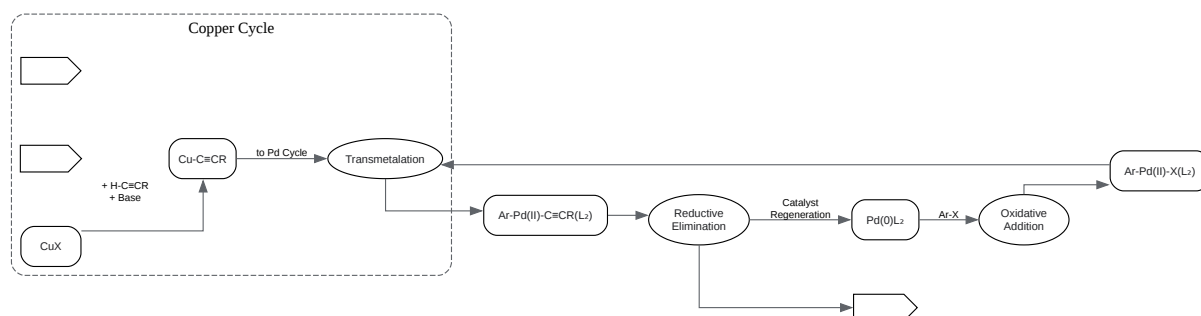 Copper Cycle
Cu-C≡CR
to Pd Cycle
Transmetalation
+ H-C≡CR
+ Base
CuX
Ar-Pd(II)-C≡CR(L₂)
Reductive
Elimination
Catalyst
Regeneration
Pd(0)L₂
Ar-X
Oxidative
Addition
Ar-Pd(II)-X(L₂)